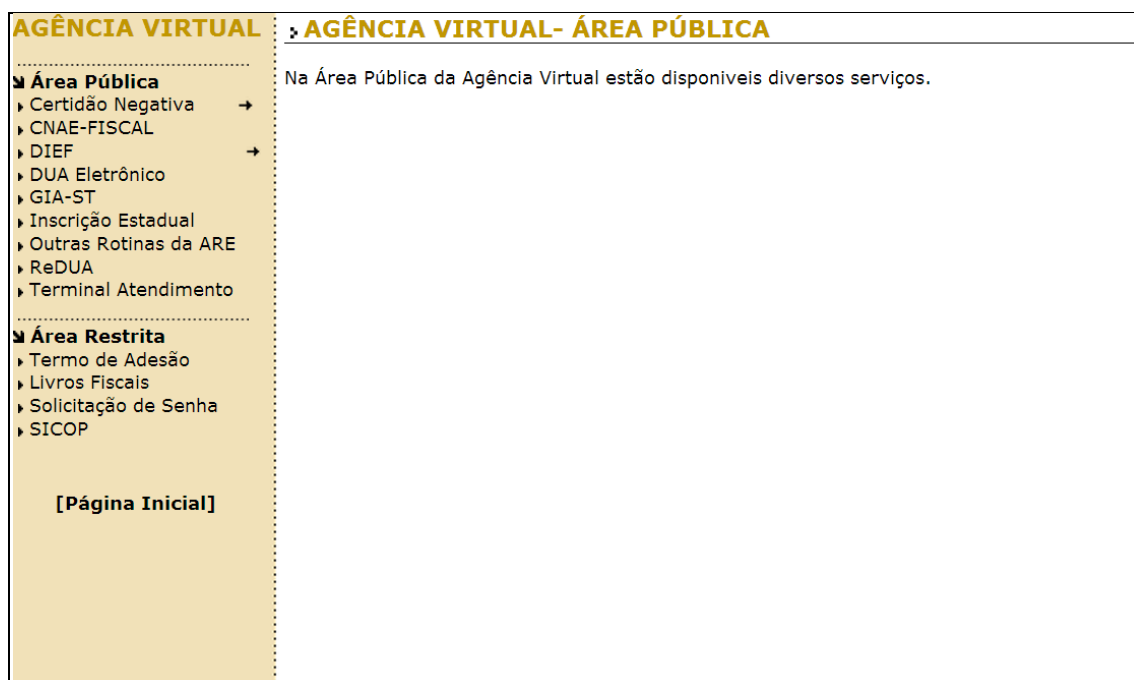 AGÊNCIA VIRTUAL
Área Pública
Certidão Negativa
CNAE-FISCAL
DIEF
DUA Eletrônico
GIA-ST
Inscrição Estadual
Outras Rotinas da ARE
ReDUA
Terminal Atendimento
Área Restrita
Termo de Adesão
Livros Fiscais
Solicitação de Senha
SICOP
[Página Inicial]
AGÊNCIA VIRTUAL- ÁREA PÚBLICA
Na Área Pública da Agência Virtual estão disponiveis diversos serviços.